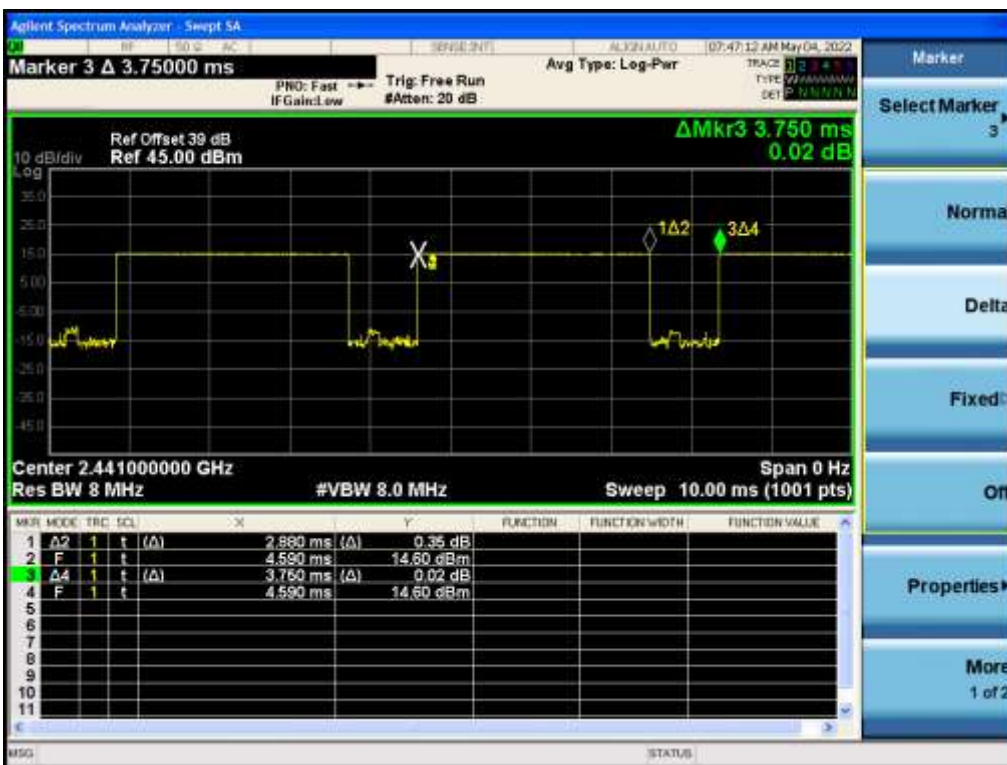 Agilent Spectrum Analyzer - Swept SA
RF 50 Ω AC SENSE:INT ALIGN AUTO 07:47:12 AM May 04, 2022
Marker 3 Δ 3.75000 ms
PNO: Fast
IFGain:Low
Trig: Free Run
#Atten: 20 dB
Avg Type: Log-Pwr
TRACE 1 2 3 4 5 6
TYPE
DET P N N N N N
Marker
Select Marker
3
Normal
Delta
Fixed
Off
Properties
More
1 of 2
ΔMkr3 3.750 ms
0.02 dB
Ref Offset 39 dB
10 dB/div Ref 45.00 dBm
Log
35.0
25.0
15.0
5.00
-5.00
-15.0
-25.0
-35.0
-45.0
1Δ2
3Δ4
Center 2.441000000 GHz Span 0 Hz
Res BW 8 MHz #VBW 8.0 MHz Sweep 10.00 ms (1001 pts)
MKR MODE TRC SCL X Y FUNCTION FUNCTION WIDTH FUNCTION VALUE
1 Δ2 1 t (Δ) 2.880 ms (Δ) 0.35 dB
2 F 1 t 4.590 ms 14.60 dBm
3 Δ4 1 t (Δ) 3.750 ms (Δ) 0.02 dB
4 F 1 t 4.590 ms 14.60 dBm
5
6
7
8
9
10
11
MSG STATUS